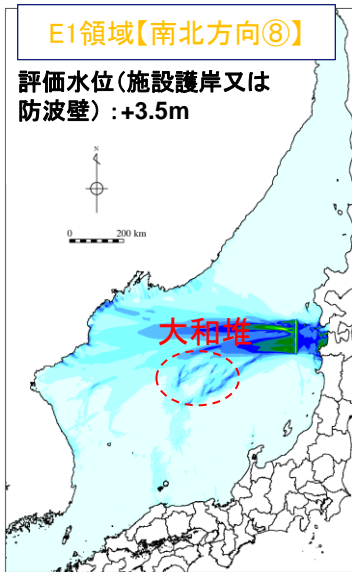 E1領域【南北方向⑧】
評価水位(施設護岸又は
防波壁):+3.5m
N
0 200 km
大和堆